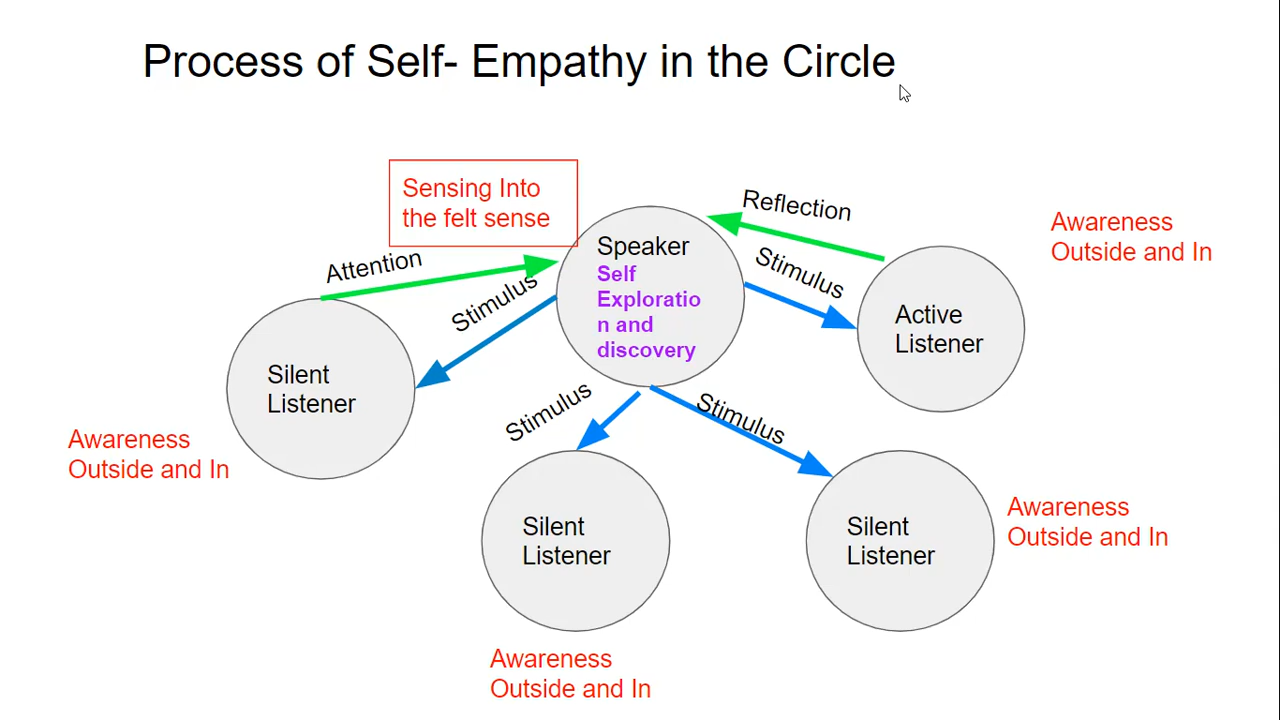 Process of Self- Empathy in the Circle
Sensing Into
the felt sense
Reflection
Awareness
Outside and In
Speaker
Self
Exploratio
n and
discovery
Attention
Stimulus
Stimulus
Active
Listener
Silent
Listener
Awareness
Outside and In
Stimulus
Stimulus
Silent
Listener
Silent
Listener
Awareness
Outside and In
Awareness
Outside and In